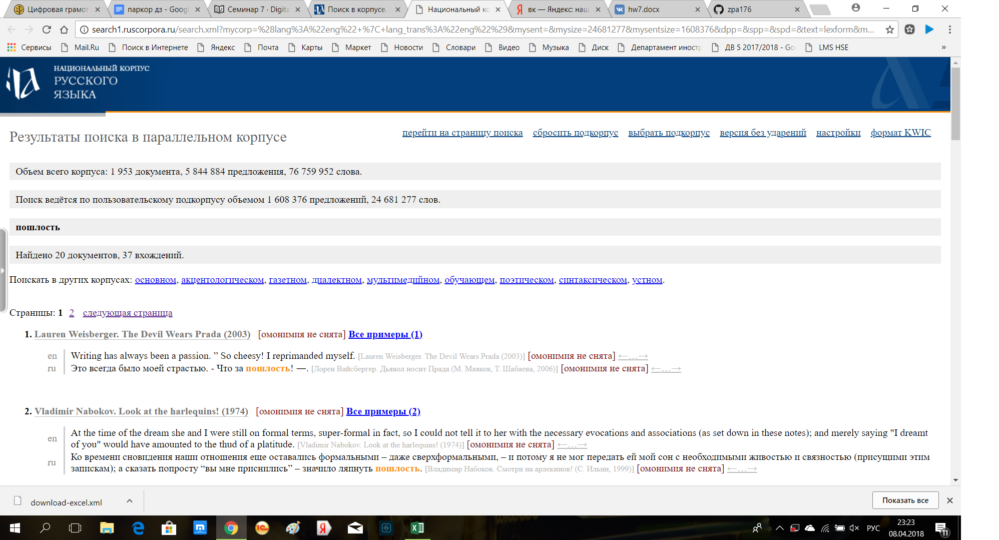 Цифровая грамот
паркор дз - Googl
Семинар 7 · Digita
Поиск в корпусе.
Национальный ко
вк — Яндекс: наш
hw7.docx
zpa176
search1.ruscorpora.ru/search.xml?mycorp=%28lang%3A%22eng%22+%7C+lang_trans%3A%22eng%22%29&mysent=&mysize=24681277&mysentsize=1608376&dpp=&spp=&spd=&text=lexform&m...
Сервисы Mail.Ru Поиск в Интернете Яндекс Почта Карты Маркет Новости Словари Видео Музыка Диск Департамент иностр ДВ 5 2017/2018 - Go LMS HSE »
НАЦИОНАЛЬНЫЙ КОРПУС
РУССКОГО
ЯЗЫКА
Результаты поиска в параллельном корпусе
перейти на страницу поиска сбросить подкорпус выбрать подкорпус версия без ударений настройки формат KWIC
Объем всего корпуса: 1 953 документа, 5 844 884 предложения, 76 759 952 слова.
Поиск ведётся по пользовательскому подкорпусу объемом 1 608 376 предложений, 24 681 277 слов.
пошлость
Найдено 20 документов, 37 вхождений.
Поискать в других корпусах: основном, акцентологическом, газетном, диалектном, мультимедийном, обучающем, поэтическом, синтаксическом, устном.
Страницы: 1 2 следующая страница
1. Lauren Weisberger. The Devil Wears Prada (2003) [омонимия не снята] Все примеры (1)
en Writing has always been a passion. ” So cheesy! I reprimanded myself. [Lauren Weisberger. The Devil Wears Prada (2003)] [омонимия не снята] ←…→
ru Это всегда было моей страстью. - Что за пошлость! —. [Лорен Вайсбергер. Дьявол носит Прада (М. Маяков, Т. Шабаева, 2006)] [омонимия не снята] ←…→
2. Vladimir Nabokov. Look at the harlequins! (1974) [омонимия не снята] Все примеры (2)
en At the time of the dream she and I were still on formal terms, super-formal in fact, so I could not tell it to her with the necessary evocations and associations (as set down in these notes); and merely saying "I dreamt
of you" would have amounted to the thud of a platitude. [Vladimir Nabokov. Look at the harlequins! (1974)] [омонимия не снята] ←…→
ru Ко времени сновидения наши отношения еще оставались формальными – даже сверхформальными, – и потому я не мог передать ей мой сон с необходимыми живостью и связностью (присущими этим
запискам); а сказать попросту “вы мне приснились” – значило ляпнуть пошлость. [Владимир Набоков. Смотри на арлекинов! (С. Ильин, 1999)] [омонимия не снята] ←…→
download-excel.xml
Показать все
РУС
23:23
08.04.2018
11